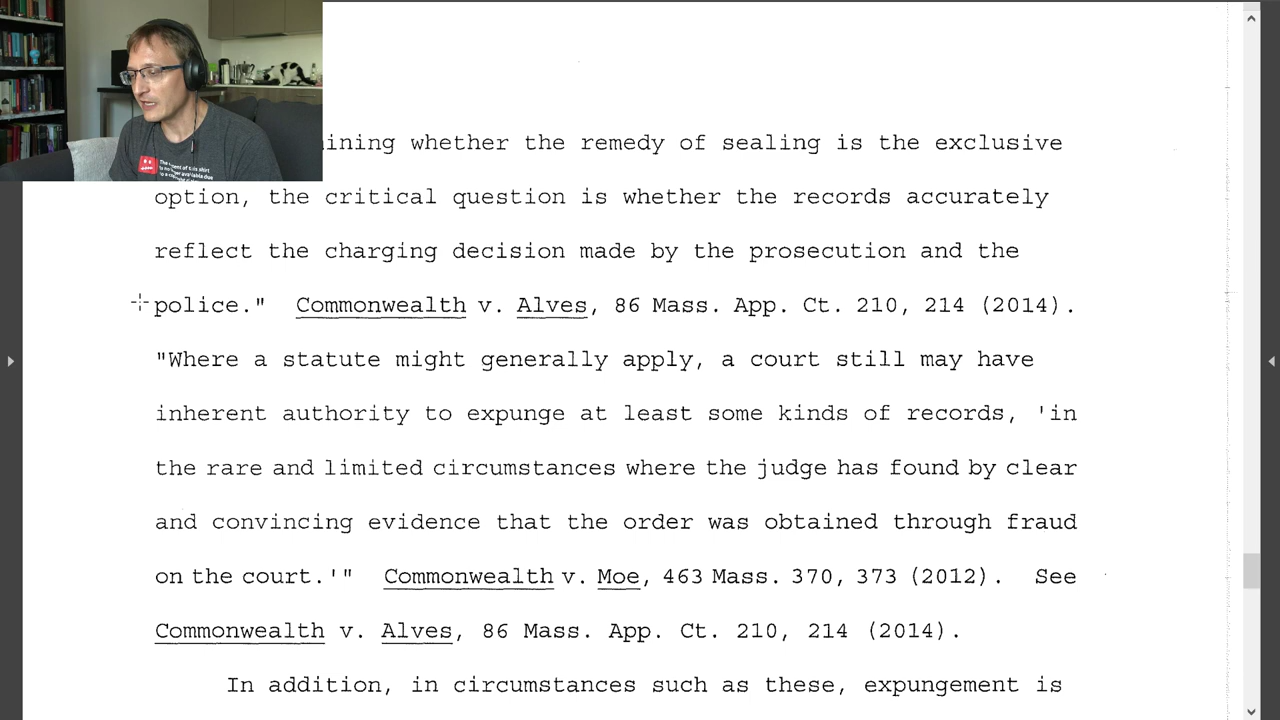 ining whether the remedy of sealing is the exclusive
option, the critical question is whether the records accurately
reflect the charging decision made by the prosecution and the
police." Commonwealth v. Alves, 86 Mass. App. Ct. 210, 214 (2014).
"Where a statute might generally apply, a court still may have
inherent authority to expunge at least some kinds of records, 'in
the rare and limited circumstances where the judge has found by clear
and convincing evidence that the order was obtained through fraud
on the court.'" Commonwealth v. Moe, 463 Mass. 370, 373 (2012). See
Commonwealth v. Alves, 86 Mass. App. Ct. 210, 214 (2014).
In addition, in circumstances such as these, expungement is